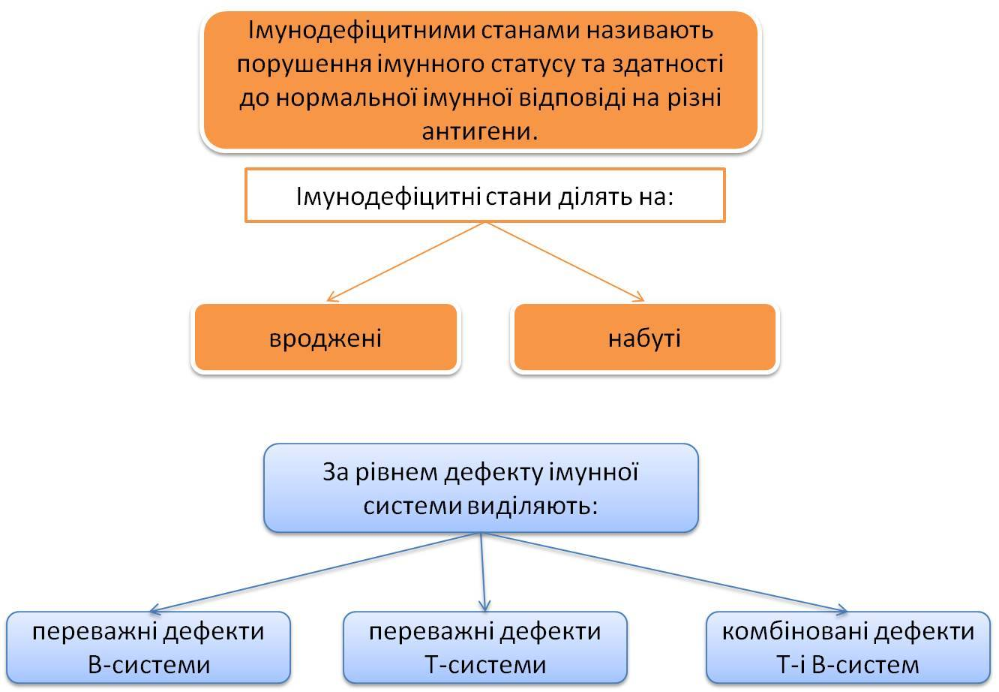 Імунодефіцитними станами називають
порушення імунного статусу та здатності
до нормальної імунної відповіді на різні
антигени.
Імунодефіцитні стани ділять на:
вроджені
набуті
За рівнем дефекту імунної
системи виділяють:
переважні дефекти
В-системи
переважні дефекти
Т-системи
комбіновані дефекти
Т-і В-систем